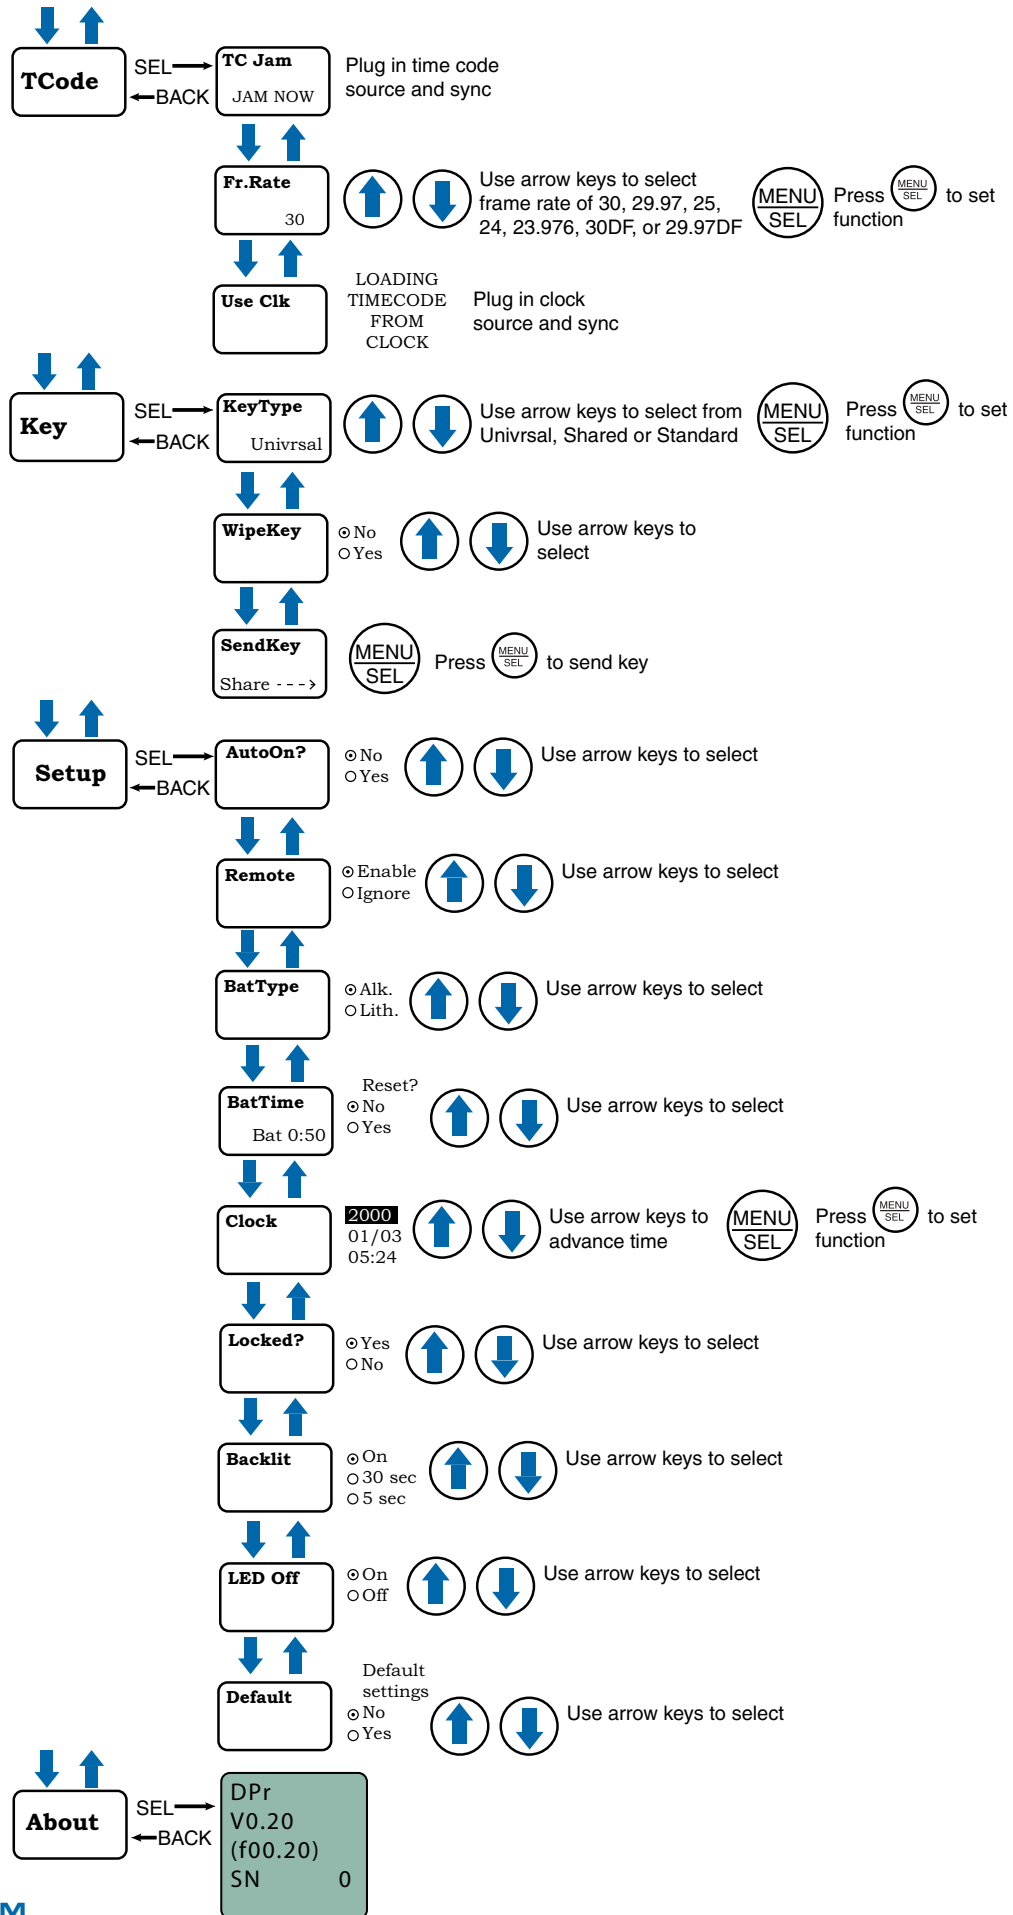 TCode
SEL
BACK
TC Jam
JAM NOW
Plug in time code
source and sync
Fr.Rate
30
Use arrow keys to select
frame rate of 30, 29.97, 25,
24, 23.976, 30DF, or 29.97DF
MENU
SEL
Press MENU SEL to set
function
Use Clk
LOADING
TIMECODE
FROM
CLOCK
Plug in clock
source and sync
Key
SEL
BACK
KeyType
Univrsal
Use arrow keys to select from
Univrsal, Shared or Standard
MENU
SEL
Press MENU SEL to set
function
WipeKey
No
Yes
Use arrow keys to
select
SendKey
Share --->
MENU
SEL
Press MENU SEL to send key
Setup
SEL
BACK
AutoOn?
No
Yes
Use arrow keys to select
Remote
Enable
Ignore
Use arrow keys to select
BatType
Alk.
Lith.
Use arrow keys to select
BatTime
Bat 0:50
Reset?
No
Yes
Use arrow keys to select
Clock
2000
01/03
05:24
Use arrow keys to
advance time
MENU
SEL
Press MENU SEL to set
function
Locked?
Yes
No
Use arrow keys to select
Backlit
On
30 sec
5 sec
Use arrow keys to select
LED Off
On
Off
Use arrow keys to select
Default
Default
settings
No
Yes
Use arrow keys to select
About
SEL
BACK
DPr
V0.20
(f00.20)
SN 0
M